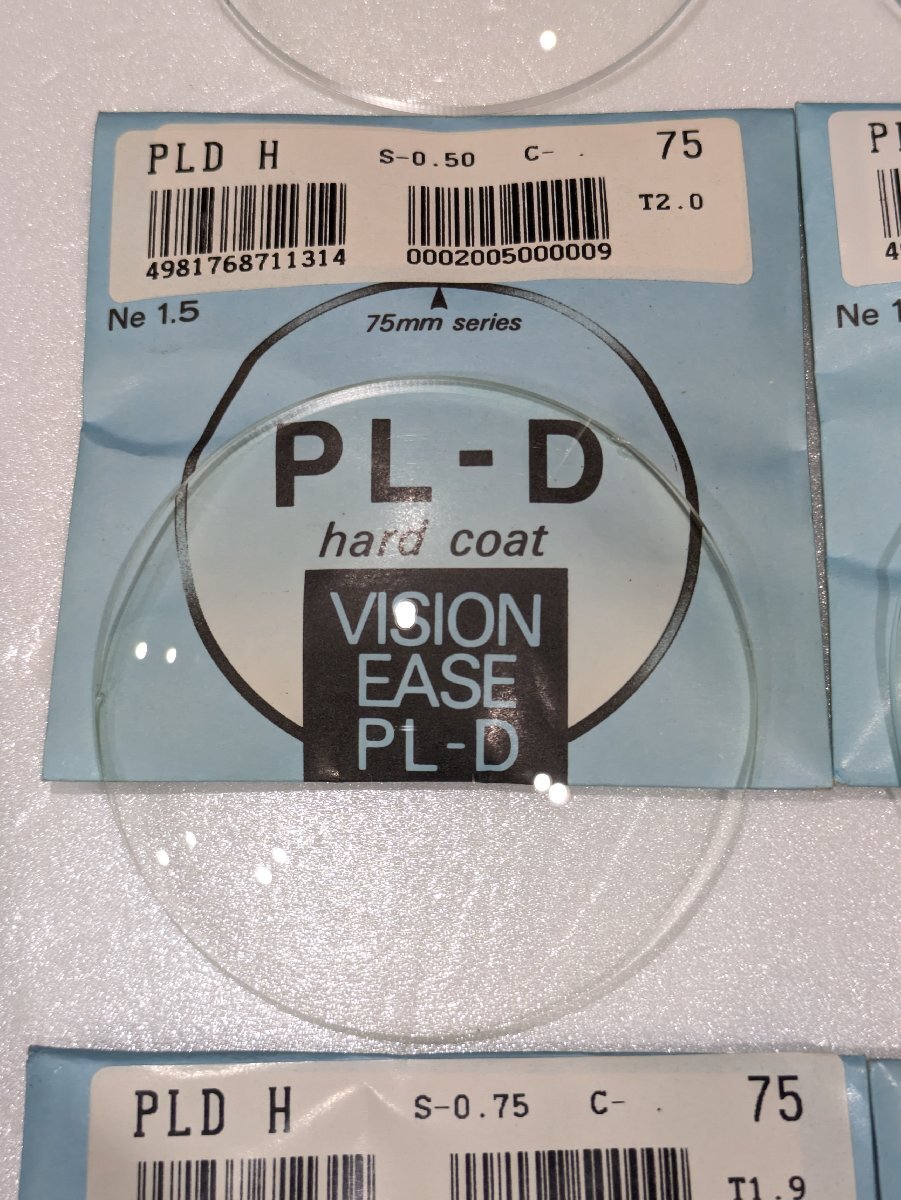 PLD H S-0.50 C- . 75
T2.0
4981768711314 0002005000009
Ne 1.5
75mm series
PL-D
hard coat
VISION
EASE
PL-D
Ne
PLD H S-0.75 C- . 75
T1.9